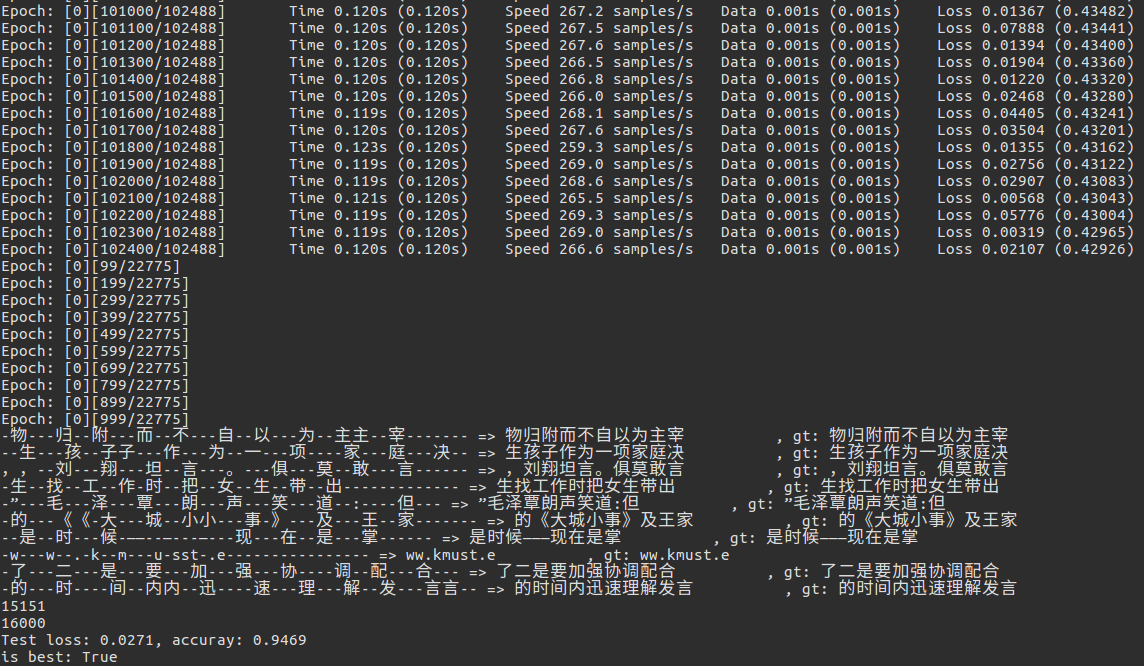 Epoch: [0][101000/102488] Time 0.120s (0.120s) Speed 267.2 samples/s Data 0.001s (0.001s) Loss 0.01367 (0.43482)
Epoch: [0][101100/102488] Time 0.120s (0.120s) Speed 267.5 samples/s Data 0.001s (0.001s) Loss 0.07888 (0.43441)
Epoch: [0][101200/102488] Time 0.120s (0.120s) Speed 267.6 samples/s Data 0.001s (0.001s) Loss 0.01394 (0.43400)
Epoch: [0][101300/102488] Time 0.120s (0.120s) Speed 266.5 samples/s Data 0.001s (0.001s) Loss 0.01904 (0.43360)
Epoch: [0][101400/102488] Time 0.120s (0.120s) Speed 266.8 samples/s Data 0.001s (0.001s) Loss 0.01220 (0.43320)
Epoch: [0][101500/102488] Time 0.120s (0.120s) Speed 266.0 samples/s Data 0.001s (0.001s) Loss 0.02468 (0.43280)
Epoch: [0][101600/102488] Time 0.119s (0.120s) Speed 268.1 samples/s Data 0.001s (0.001s) Loss 0.04405 (0.43241)
Epoch: [0][101700/102488] Time 0.120s (0.120s) Speed 267.6 samples/s Data 0.001s (0.001s) Loss 0.03504 (0.43201)
Epoch: [0][101800/102488] Time 0.123s (0.120s) Speed 259.3 samples/s Data 0.001s (0.001s) Loss 0.01355 (0.43162)
Epoch: [0][101900/102488] Time 0.119s (0.120s) Speed 269.0 samples/s Data 0.001s (0.001s) Loss 0.02756 (0.43122)
Epoch: [0][102000/102488] Time 0.119s (0.120s) Speed 268.6 samples/s Data 0.001s (0.001s) Loss 0.02907 (0.43083)
Epoch: [0][102100/102488] Time 0.121s (0.120s) Speed 265.5 samples/s Data 0.001s (0.001s) Loss 0.00568 (0.43043)
Epoch: [0][102200/102488] Time 0.119s (0.120s) Speed 269.3 samples/s Data 0.001s (0.001s) Loss 0.05776 (0.43004)
Epoch: [0][102300/102488] Time 0.119s (0.120s) Speed 269.0 samples/s Data 0.001s (0.001s) Loss 0.00319 (0.42965)
Epoch: [0][102400/102488] Time 0.120s (0.120s) Speed 266.6 samples/s Data 0.001s (0.001s) Loss 0.02107 (0.42926)
Epoch: [0][99/22775]
Epoch: [0][199/22775]
Epoch: [0][299/22775]
Epoch: [0][399/22775]
Epoch: [0][499/22775]
Epoch: [0][599/22775]
Epoch: [0][699/22775]
Epoch: [0][799/22775]
Epoch: [0][899/22775]
Epoch: [0][999/22775]
-物---归--附---而--不---自--以---为--主主--宰------- => 物归附而不自以为主宰 , gt: 物归附而不自以为主宰
--生---孩--子子---作---为--一---项----家---庭---决-- => 生孩子作为一项家庭决 , gt: 生孩子作为一项家庭决
, , --刘---翔--坦--言---。---俱---莫--敢---言------ => , 刘翔坦言。俱莫敢言 , gt: , 刘翔坦言。俱莫敢言
-生--找--工--作-时--把--女--生--带--出------------- => 生找工作时把女生带出 , gt: 生找工作时把女生带出
-”--毛---泽---覃---朗---声---笑---道--:----但--- => ”毛泽覃朗声笑道:但 , gt: ”毛泽覃朗声笑道:但
-的---《《-大---城--小小---事-》---及---王--家------- => 的《大城小事》及王家 , gt: 的《大城小事》及王家
--是--时---候-—--—-------—--现---在--是---掌------ => 是时候———现在是掌 , gt: 是时候———现在是掌
-w---w--.-k--m---u-sst-.e---------------- => ww.kmust.e , gt: ww.kmust.e
-了---二---是---要---加---强---协----调--配---合--- => 了二是要加强协调配合 , gt: 了二是要加强协调配合
-的---时----间--内内--迅----速---理---解--发---言言-- => 的时间内迅速理解发言 , gt: 的时间内迅速理解发言
15151
16000
Test loss: 0.0271, accuray: 0.9469
is best: True